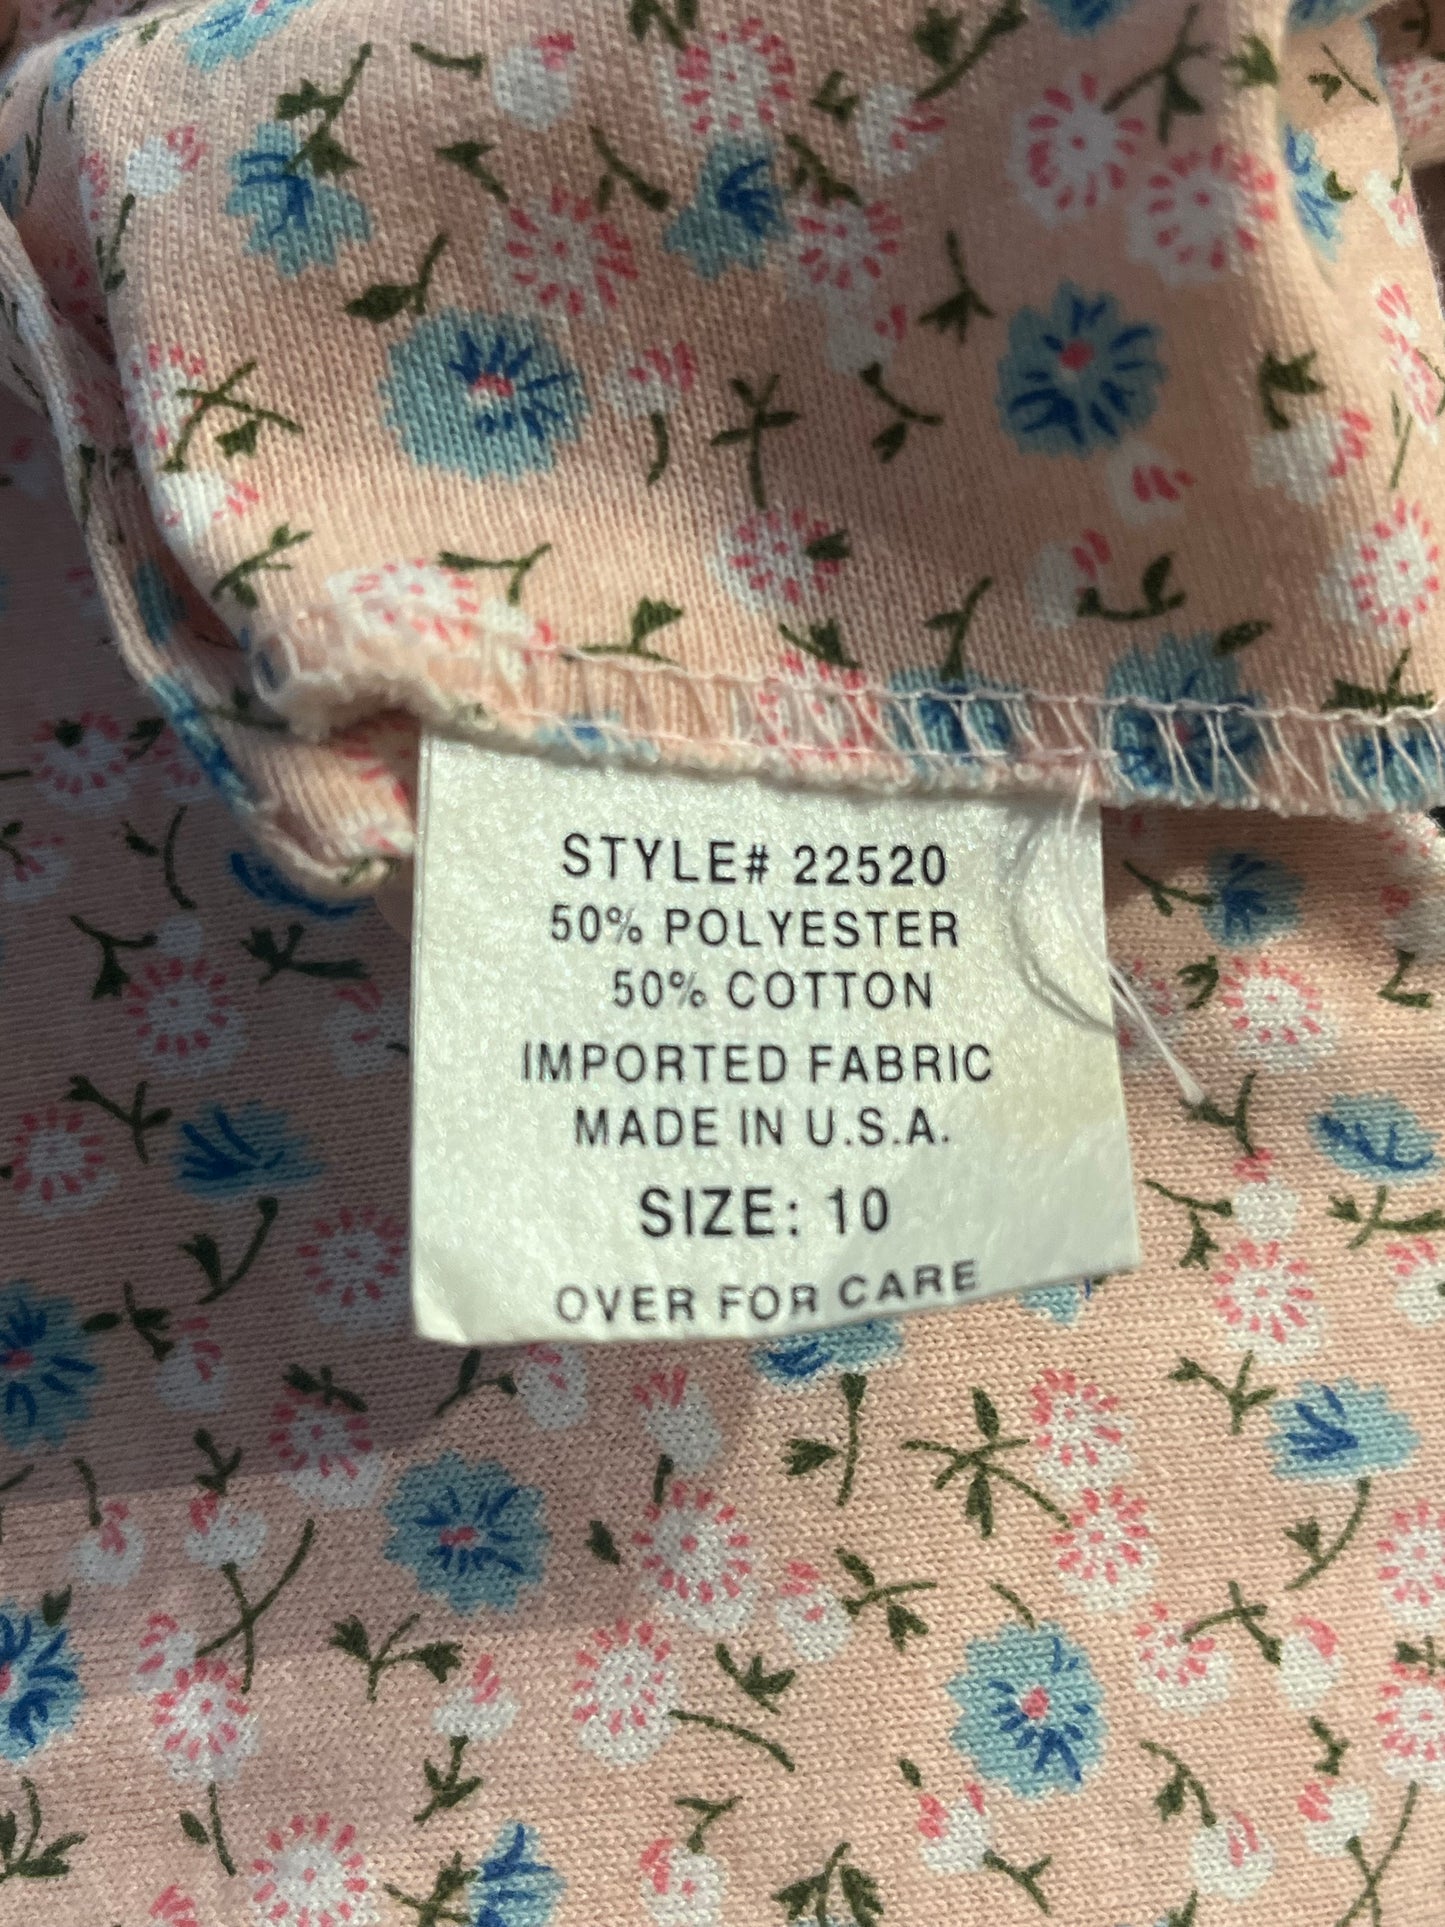 STYLE# 22520
50% POLYESTER
50% COTTON
IMPORTED FABRIC
MADE IN U.S.A.
SIZE: 10
OVER FOR CARE